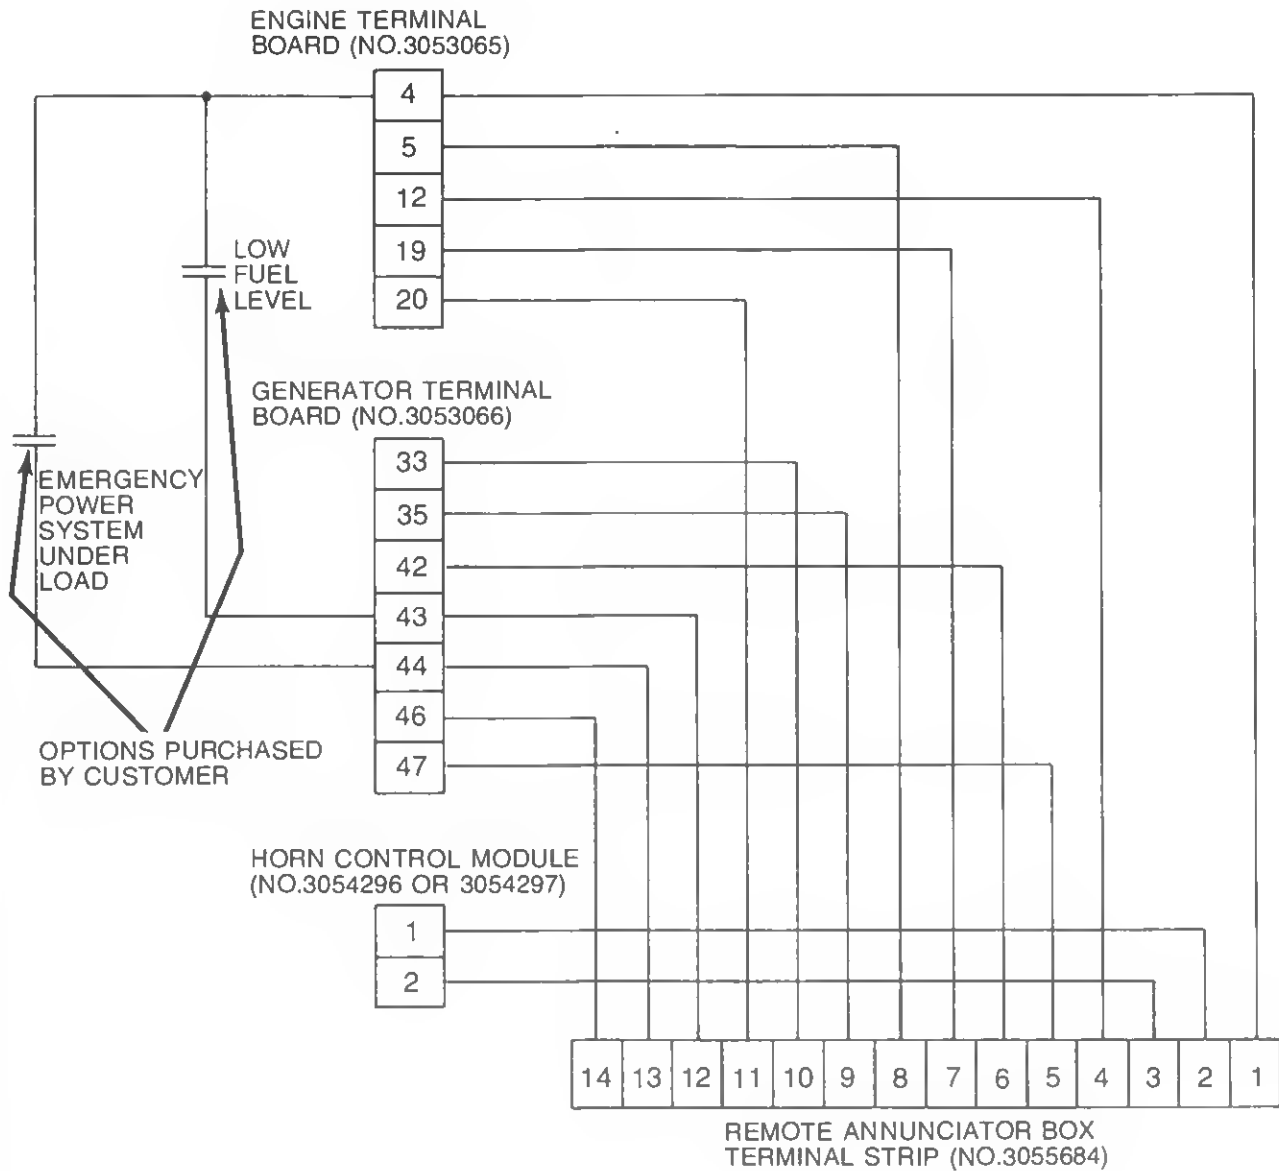 ENGINE TERMINAL
BOARD (NO.3053065)
4
5
12
19
20
LOW
FUEL
LEVEL
GENERATOR TERMINAL
BOARD (NO.3053066)
33
35
42
43
44
46
47
EMERGENCY
POWER
SYSTEM
UNDER
LOAD
OPTIONS PURCHASED
BY CUSTOMER
HORN CONTROL MODULE
(NO.3054296 OR 3054297)
1
2
14 13 12 11 10 9 8 7 6 5 4 3 2 1
REMOTE ANNUNCIATOR BOX
TERMINAL STRIP (NO.3055684)